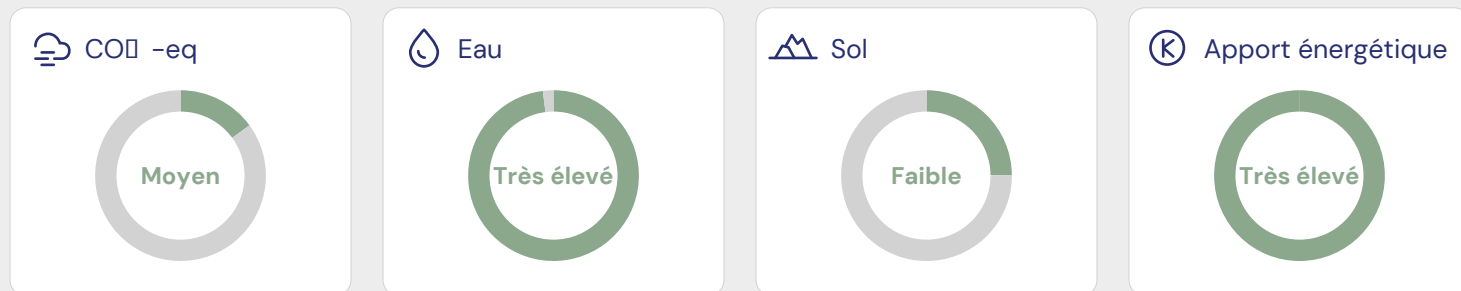 CO▯ -eq
Moyen
Eau
Très élevé
Sol
Faible
Apport énergétique
Très élevé